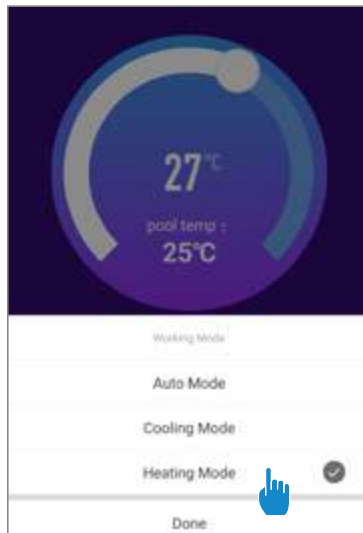 27°C
pool temp :
25°C
Working Mode
Auto Mode
Cooling Mode
Heating Mode
Done